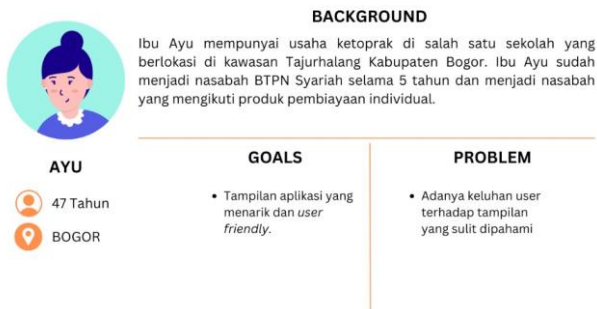 BACKGROUND
Ibu Ayu mempunyai usaha ketoprak di salah satu sekolah yang
berlokasi di kawasan Tajurhalang Kabupaten Bogor. Ibu Ayu sudah
menjadi nasabah BTPN Syariah selama 5 tahun dan menjadi nasabah
yang mengikuti produk pembiayaan individual.
AYU
47 Tahun
BOGOR
GOALS
• Tampilan aplikasi yang
menarik dan user
friendly.
PROBLEM
• Adanya keluhan user
terhadap tampilan
yang sulit dipahami